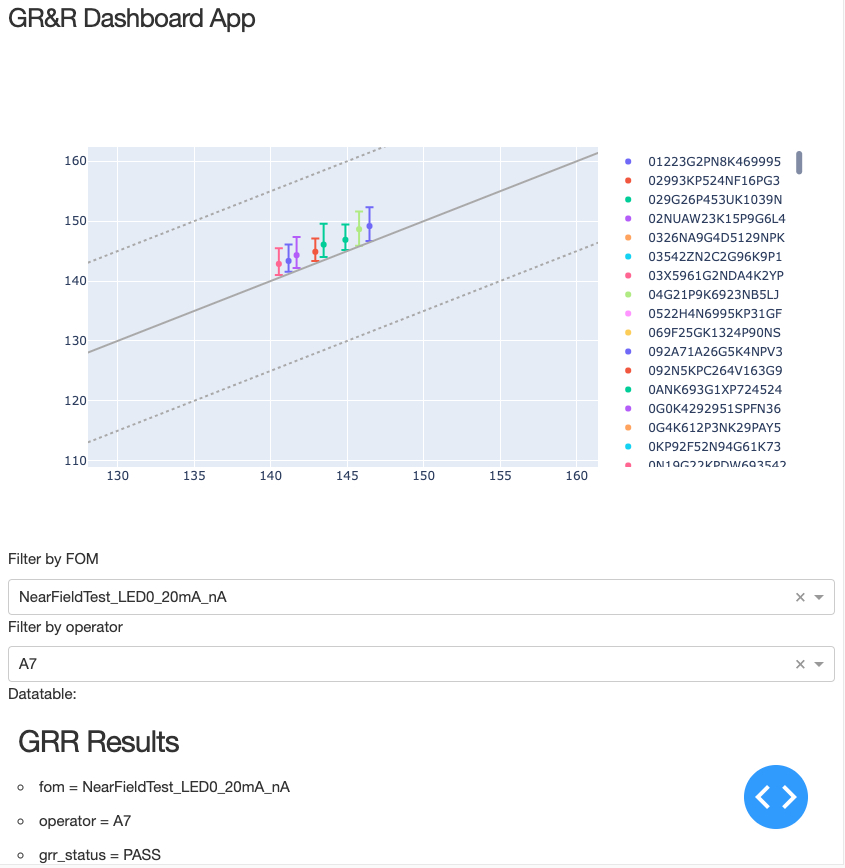 GR&R Dashboard App
160
150
140
130
120
110
130 135 140 145 150 155 160
01223G2PN8K469995
02993KP524NF16PG3
029G26P453UK1039N
02NUAW23K15P9G6L4
0326NA9G4D5129NPK
03542ZN2C2G96K9P1
03X5961G2NDA4K2YP
04G21P9K6923NB5LJ
0522H4N6995KP31GF
069F25GK1324P90NS
092A71A26G5K4NPV3
092N5KPC264V163G9
0ANK693G1XP724524
0G0K4292951SPFN36
0G4K612P3NK29PAY5
0KP92F52N94G61K73
0N19G22KPDW693542
Filter by FOM
NearFieldTest_LED0_20mA_nA
Filter by operator
A7
Datatable:
GRR Results
fom = NearFieldTest_LED0_20mA_nA
operator = A7
grr_status = PASS